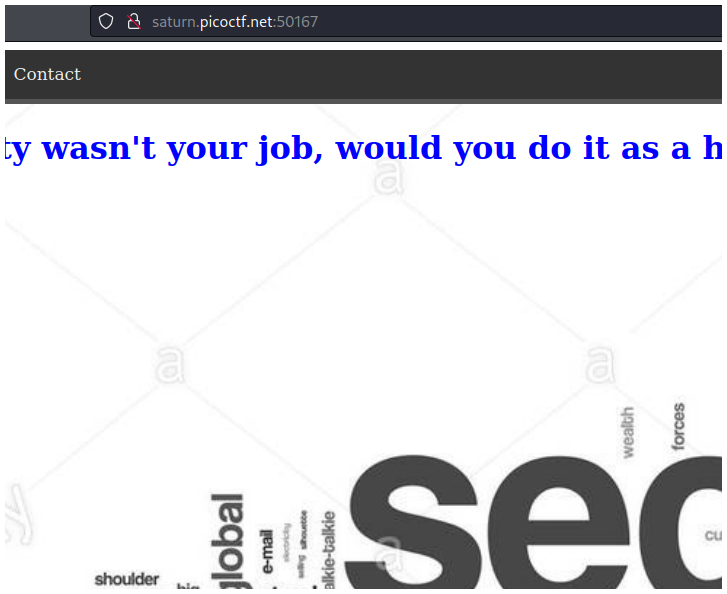 saturn.picoctf.net:50167
Contact
ty wasn't your job, would you do it as a h
a
a
a
wealth
forces
sec
global
e-mail
electricity
selling
silhouette
alkie-talkie
cu
a
shoulder
big